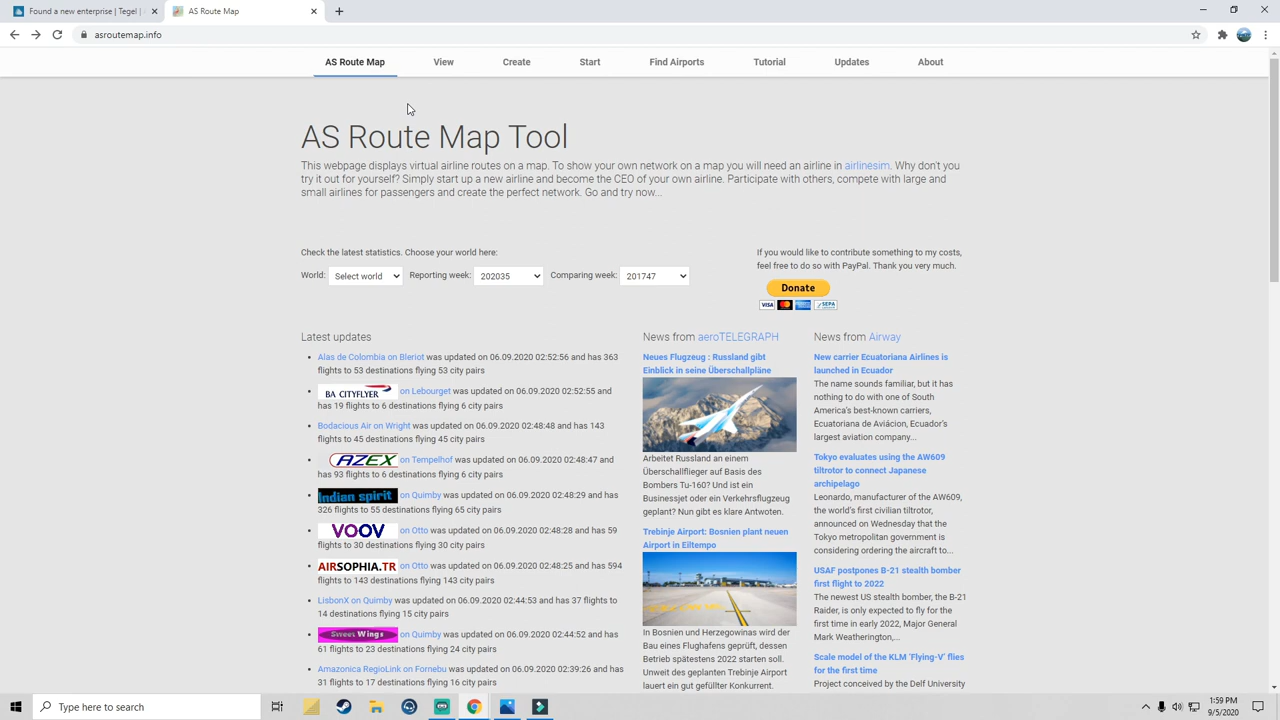 Found a new enterprise | Tegel |
AS Route Map
asroutemap.info
AS Route Map
View
Create
Start
Find Airports
Tutorial
Updates
About
AS Route Map Tool
This webpage displays virtual airline routes on a map. To show your own network on a map you will need an airline in airlinesim. Why don't
you try it out for yourself? Simply start up a new airline and become the CEO of your own airline. Participate with others, compete with large and
small airlines for passengers and create the perfect network. Go and try now...
Check the latest statistics. Choose your world here:
World: Select world Reporting week: 202035 Comparing week: 201747
If you would like to contribute something to my costs,
feel free to do so with PayPal. Thank you very much.
Donate
VISA
SEPA
Latest updates
Alas de Colombia on Bleriot was updated on 06.09.2020 02:52:56 and has 363
flights to 53 destinations flying 53 city pairs
BA CITYFLYER on Lebourget was updated on 06.09.2020 02:52:55 and
has 19 flights to 6 destinations flying 6 city pairs
Bodacious Air on Wright was updated on 06.09.2020 02:48:48 and has 143
flights to 45 destinations flying 45 city pairs
AZEX on Tempelhof was updated on 06.09.2020 02:48:47 and
has 93 flights to 6 destinations flying 6 city pairs
Indian spirit on Quimby was updated on 06.09.2020 02:48:29 and has
326 flights to 55 destinations flying 65 city pairs
VOOV on Otto was updated on 06.09.2020 02:48:28 and has 59
flights to 30 destinations flying 30 city pairs
AIRSOPHIA.TR on Otto was updated on 06.09.2020 02:48:25 and has 594
flights to 143 destinations flying 143 city pairs
LisbonX on Quimby was updated on 06.09.2020 02:44:53 and has 37 flights to
14 destinations flying 15 city pairs
Sweet Wings on Quimby was updated on 06.09.2020 02:44:52 and has
61 flights to 23 destinations flying 24 city pairs
Amazonica RegioLink on Fornebu was updated on 06.09.2020 02:39:26 and has
31 flights to 17 destinations flying 16 city pairs
News from aeroTELEGRAPH
Neues Flugzeug : Russland gibt
Einblick in seine Überschallpläne
Arbeitet Russland an einem
Überschallflieger auf Basis des
Bombers Tu-160? Und ist ein
Businessjet oder ein Verkehrsflugzeug
geplant? Nun gibt es klare Antworten.
Trebinje Airport: Bosnien plant neuen
Airport in Eiltempo
In Bosnien und Herzegowinas wird der
Bau eines Flughafens geprüft, dessen
Betrieb spätestens 2022 starten soll.
Unweit des geplanten Trebinje Airport
lauert ein gut gefüllter Konkurrent.
News from Airway
New carrier Ecuatoriana Airlines is
launched in Ecuador
The name sounds familiar, but it has
nothing to do with one of South
America's best-known carriers,
Ecuatoriana de Aviácion, Ecuador's
largest aviation company...
Tokyo evaluates using the AW609
tiltrotor to connect Japanese
archipelago
Leonardo, manufacturer of the AW609,
the world's first civilian tiltrotor,
announced on Wednesday that the
Tokyo metropolitan government is
considering ordering the aircraft to...
USAF postpones B-21 stealth bomber
first flight to 2022
The newest US stealth bomber, the B-21
Raider, is only expected to fly for the
first time in early 2022, Major General
Mark Weatherington,...
Scale model of the KLM 'Flying-V' flies
for the first time
Project conceived by the Delf University
Type here to search
1:59 PM
9/5/2020